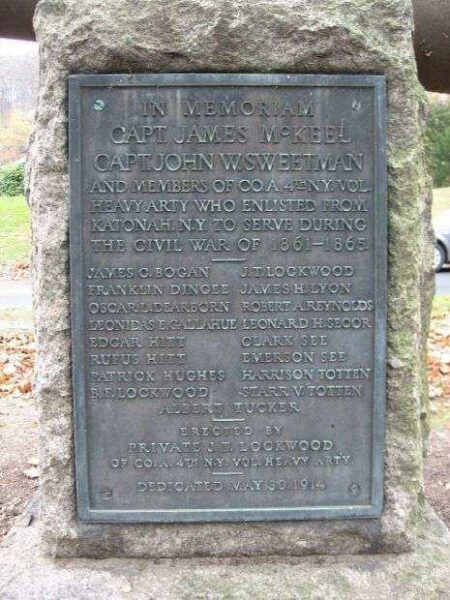 IN MEMORIAM
CAPT JAMES McKEEL
CAPT. JOHN W. SWEETMAN
AND MEMBERS OF CO. A. 4TH N.Y. VOL.
HEAVY ARTY WHO ENLISTED FROM
KATONAH, N.Y. TO SERVE DURING
THE CIVIL WAR OF 1861–1865.
JAMES O. BOGAN J. T. LOCKWOOD
FRANKLIN DINGEE JAMES H. LYON
OSCAR L. DEARBORN ROBERT A. REYNOLDS
LEONIDAS E. GALLAHUE LEONARD H. SECOR
EDGAR HITT CLARK SEE
RUFUS HITT EMERSON SEE
PATRICK HUGHES HARRISON TOTTEN
B. F. LOCKWOOD STARR V. TOTTEN
ALBERT TUCKER
ERECTED BY
PRIVATE J. T. LOCKWOOD
OF CO. A. 4TH N.Y. VOL. HEAVY ARTY
DEDICATED MAY 30, 1914